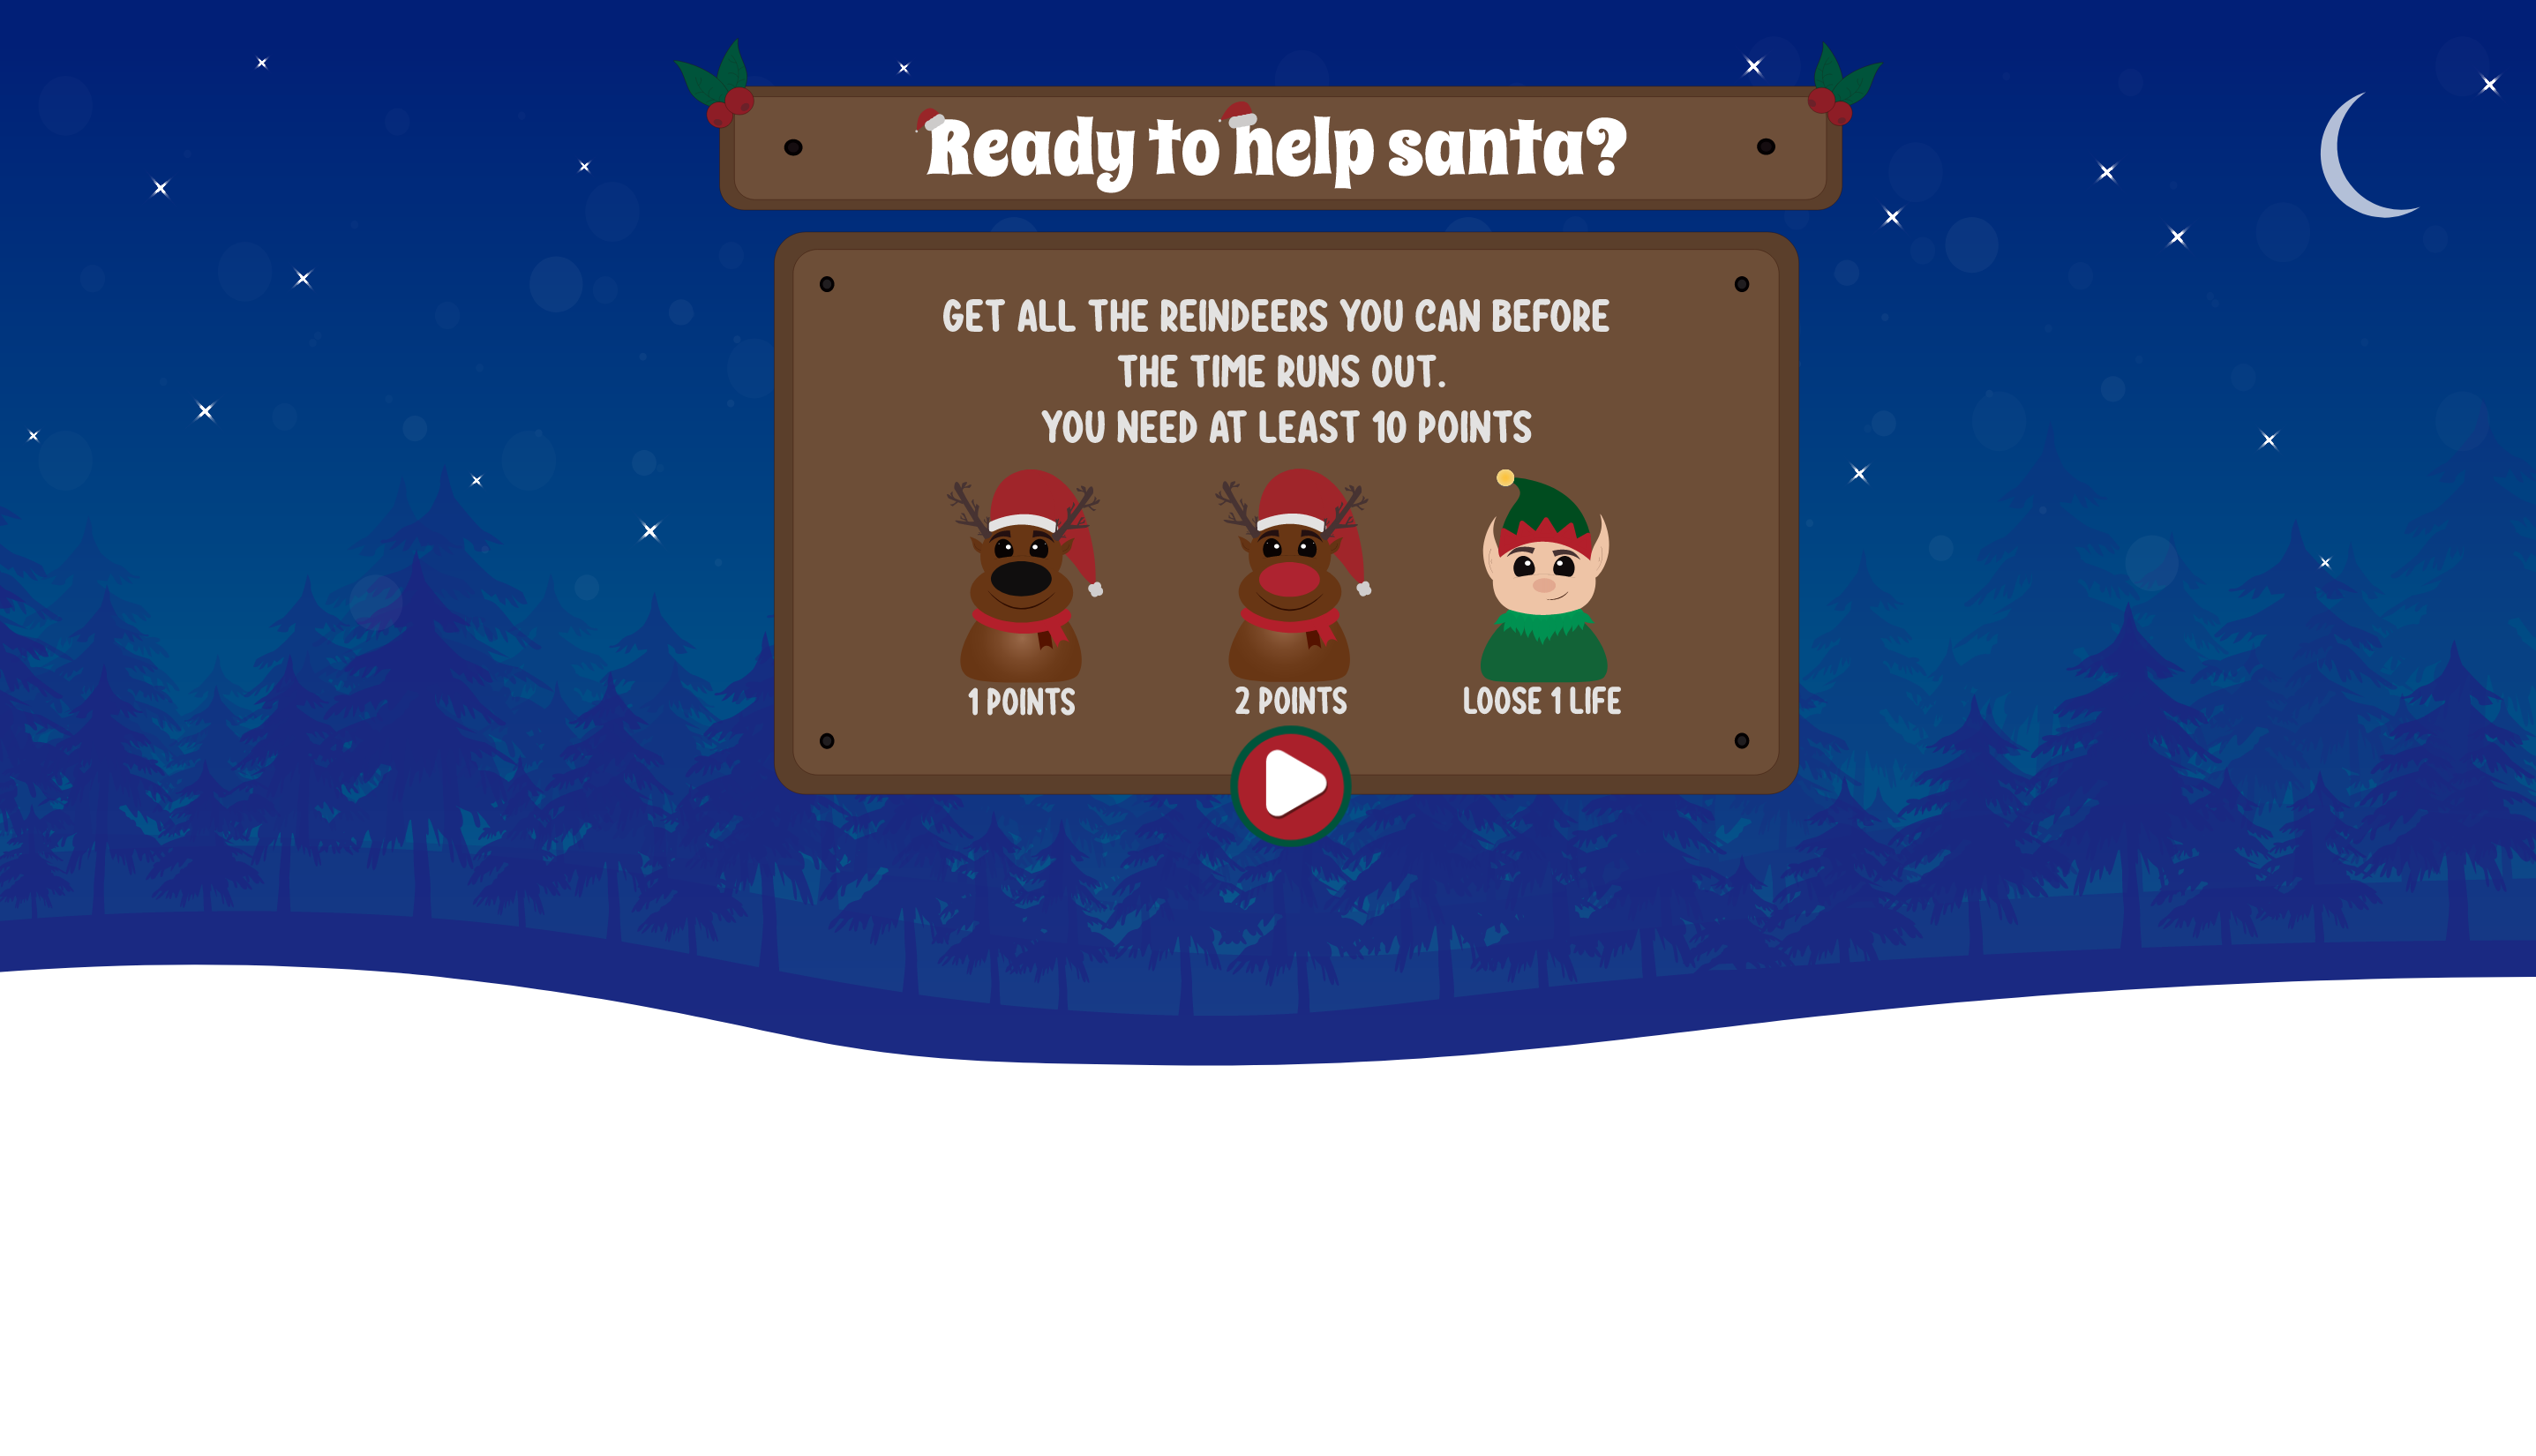 Ready to help santa?
GET ALL THE REINDEERS YOU CAN BEFORE
THE TIME RUNS OUT.
YOU NEED AT LEAST 10 POINTS
1 POINTS
2 POINTS
LOOSE 1 LIFE